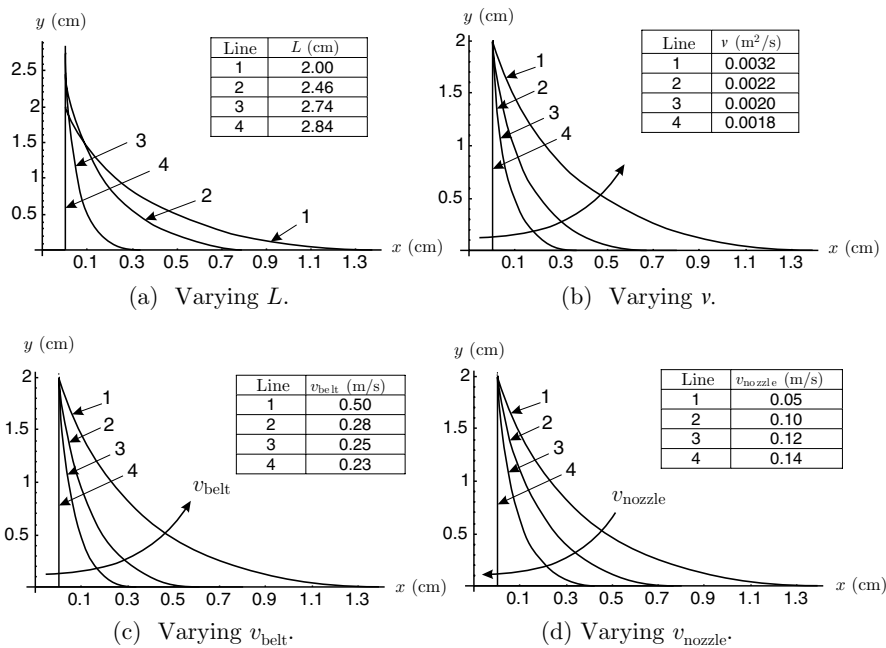 y (cm)
2.5
2
1.5
1
0.5
0.1 0.3 0.5 0.7 0.9 1.1 1.3
x (cm)
Line L (cm)
1 2.00
2 2.46
3 2.74
4 2.84
3
4
2
1
(a) Varying L.
y (cm)
2
1.5
1
0.5
0.1 0.3 0.5 0.7 0.9 1.1 1.3
x (cm)
Line ν (m²/s)
1 0.0032
2 0.0022
3 0.0020
4 0.0018
1
2
3
4
(b) Varying ν.
y (cm)
2
1.5
1
0.5
0.1 0.3 0.5 0.7 0.9 1.1 1.3
x (cm)
Line v_belt (m/s)
1 0.50
2 0.28
3 0.25
4 0.23
1
2
3
4
v_belt
(c) Varying v_belt.
y (cm)
2
1.5
1
0.5
0.1 0.3 0.5 0.7 0.9 1.1 1.3
x (cm)
Line v_nozzle (m/s)
1 0.05
2 0.10
3 0.12
4 0.14
1
2
3
4
v_nozzle
(d) Varying v_nozzle.